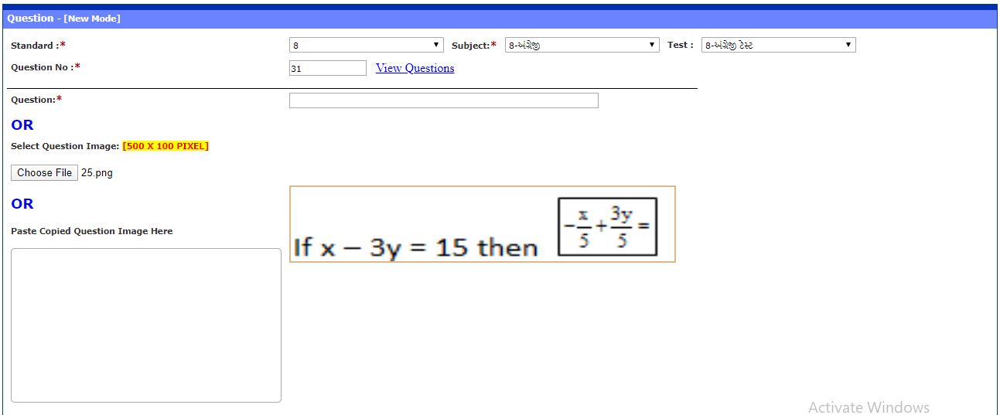 Question - [New Mode]
Standard :* 8 Subject:* 8-અંગ્રેજી Test : 8-અંગ્રેજી ટેસ્ટ
Question No :* 31 View Questions
Question:*
OR
Select Question Image: [500 X 100 PIXEL]
Choose File 25.png
OR
Paste Copied Question Image Here
If x – 3y = 15 then -x/5 + 3y/5 =
Activate Windows